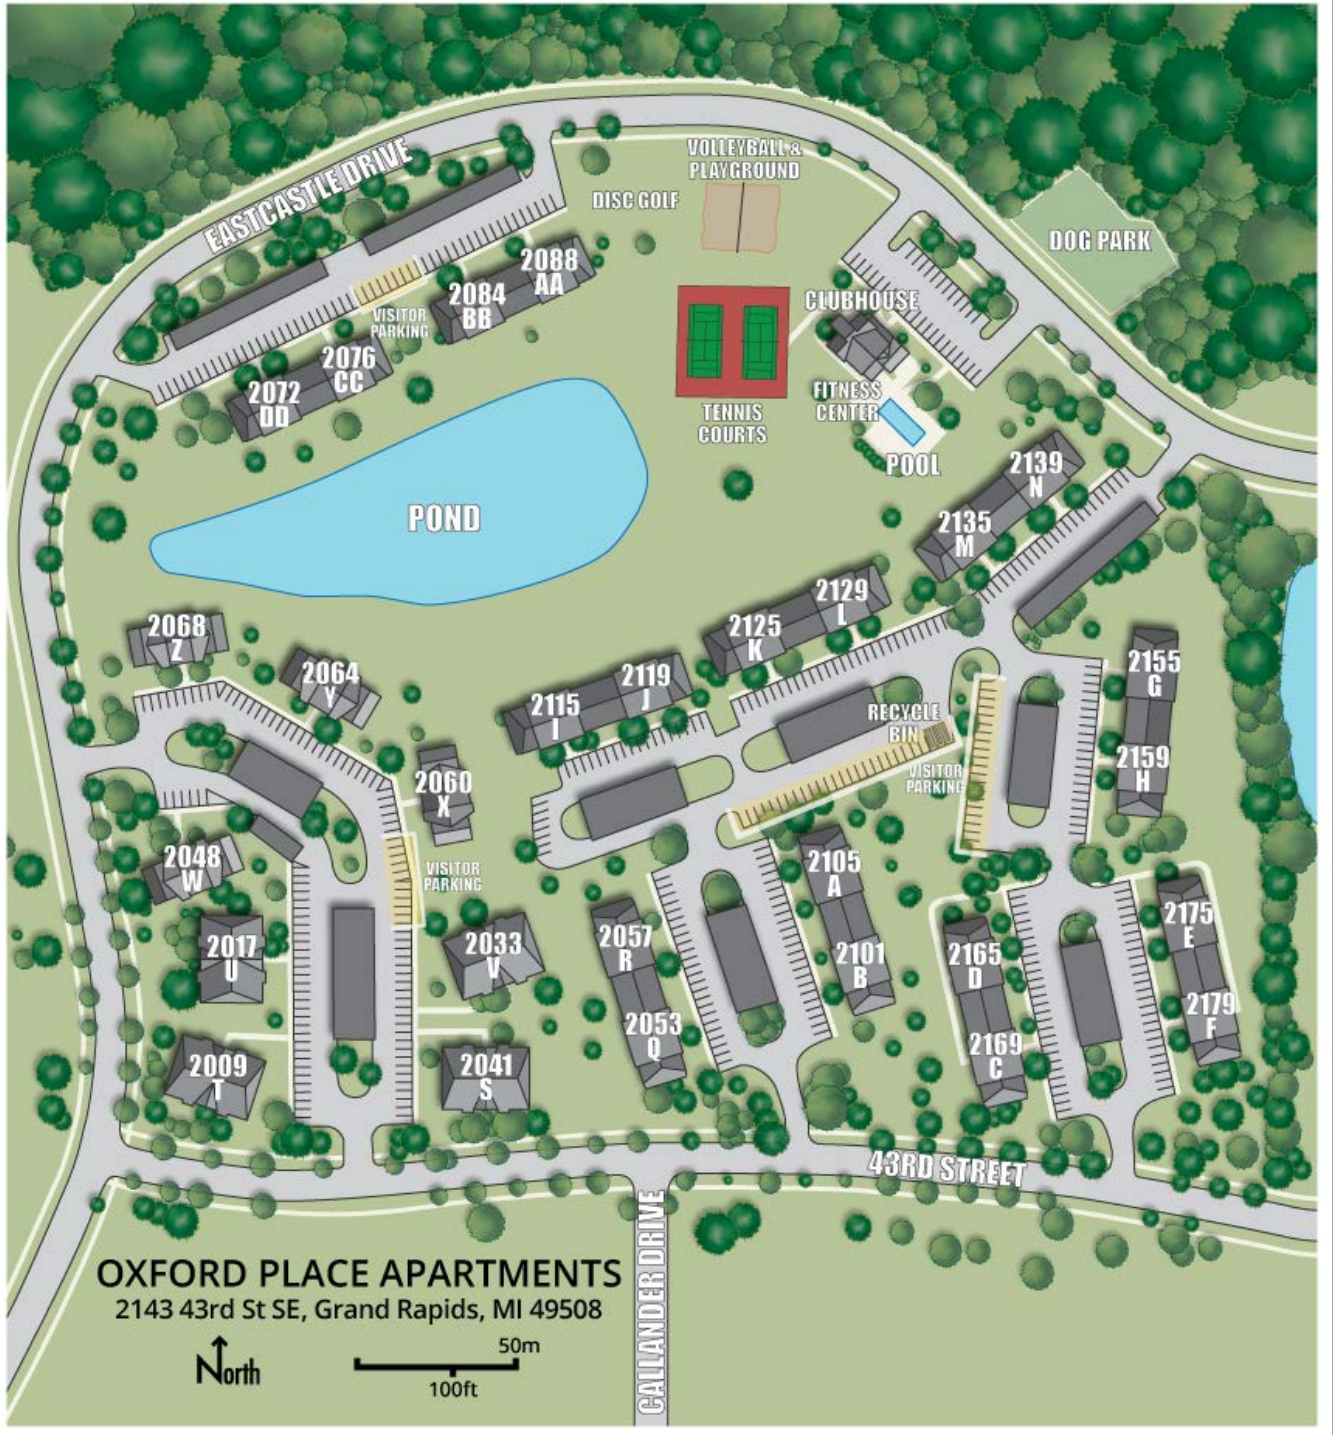 EASTCASTLE DRIVE
VOLLEYBALL &
PLAYGROUND
DISC GOLF
DOG PARK
2088
AA
2084
BB
VISITOR
PARKING
CLUBHOUSE
2076
CC
2072
DD
TENNIS
COURTS
FITNESS
CENTER
POOL
2139
N
2135
M
POND
2129
L
2125
K
2119
J
2115
I
2068
Z
2064
Y
2060
X
RECYCLE
BIN
VISITOR
PARKING
2155
G
2159
H
2048
W
VISITOR
PARKING
2105
A
2101
B
2017
U
2033
V
2057
R
2053
Q
2165
D
2169
C
2175
E
2179
F
2009
T
2041
S
43RD STREET
CALLANDER DRIVE
OXFORD PLACE APARTMENTS
2143 43rd St SE, Grand Rapids, MI 49508
North
50m
100ft